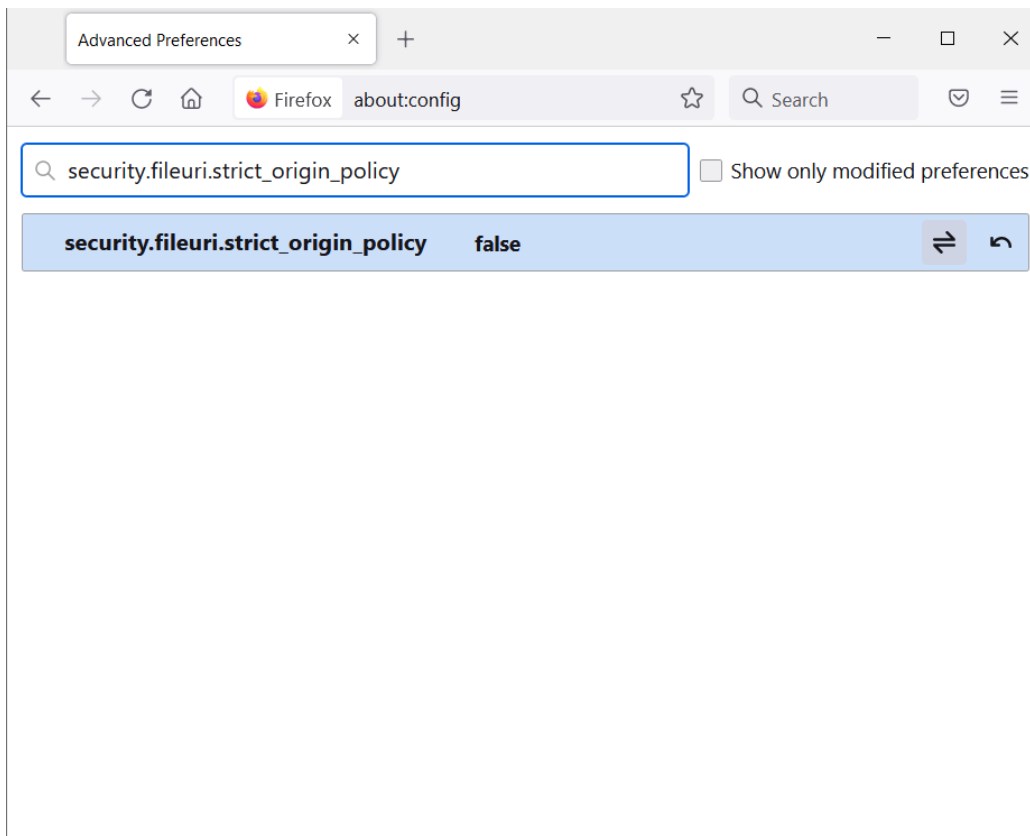 Advanced Preferences
Firefox about:config Search
security.fileuri.strict_origin_policy Show only modified preferences
security.fileuri.strict_origin_policy false